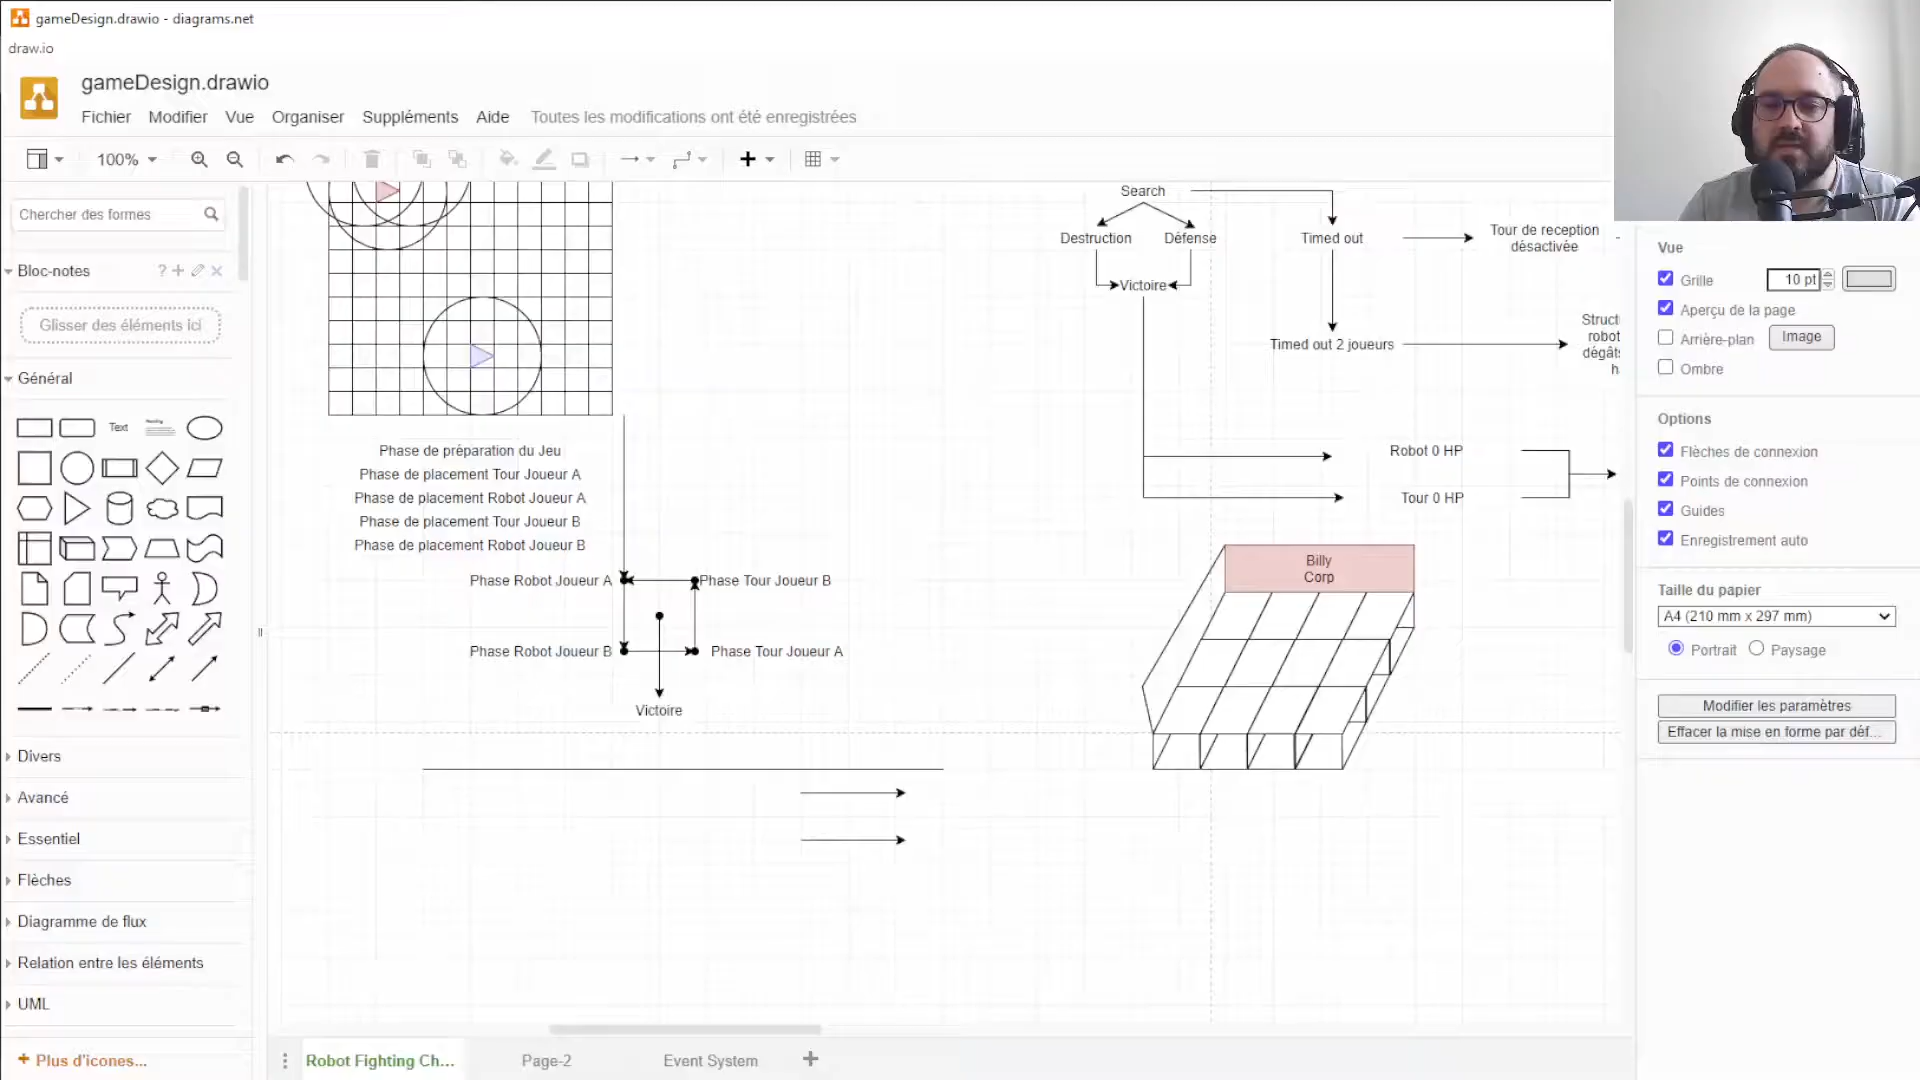 gameDesign.drawio - diagrams.net
draw.io
gameDesign.drawio
Fichier Modifier Vue Organiser Suppléments Aide Toutes les modifications ont été enregistrées
100%
Chercher des formes
Bloc-notes
Glisser des éléments ici
Général
Text
Divers
Avancé
Essentiel
Flèches
Diagramme de flux
Relation entre les éléments
UML
+ Plus d'icones...
Phase de préparation du Jeu
Phase de placement Tour Joueur A
Phase de placement Robot Joueur A
Phase de placement Tour Joueur B
Phase de placement Robot Joueur B
Phase Robot Joueur A
Phase Tour Joueur B
Phase Robot Joueur B
Phase Tour Joueur A
Victoire
Search
Destruction
Défense
Victoire
Timed out
Tour de reception
désactivée
Timed out 2 joueurs
Struct
robot
dégâts
h
Robot 0 HP
Tour 0 HP
Billy
Corp
Vue
Grille
10 pt
Aperçu de la page
Arrière-plan
Image
Ombre
Options
Flèches de connexion
Points de connexion
Guides
Enregistrement auto
Taille du papier
A4 (210 mm x 297 mm)
Portrait Paysage
Modifier les paramètres
Effacer la mise en forme par déf...
Robot Fighting Ch... Page-2 Event System